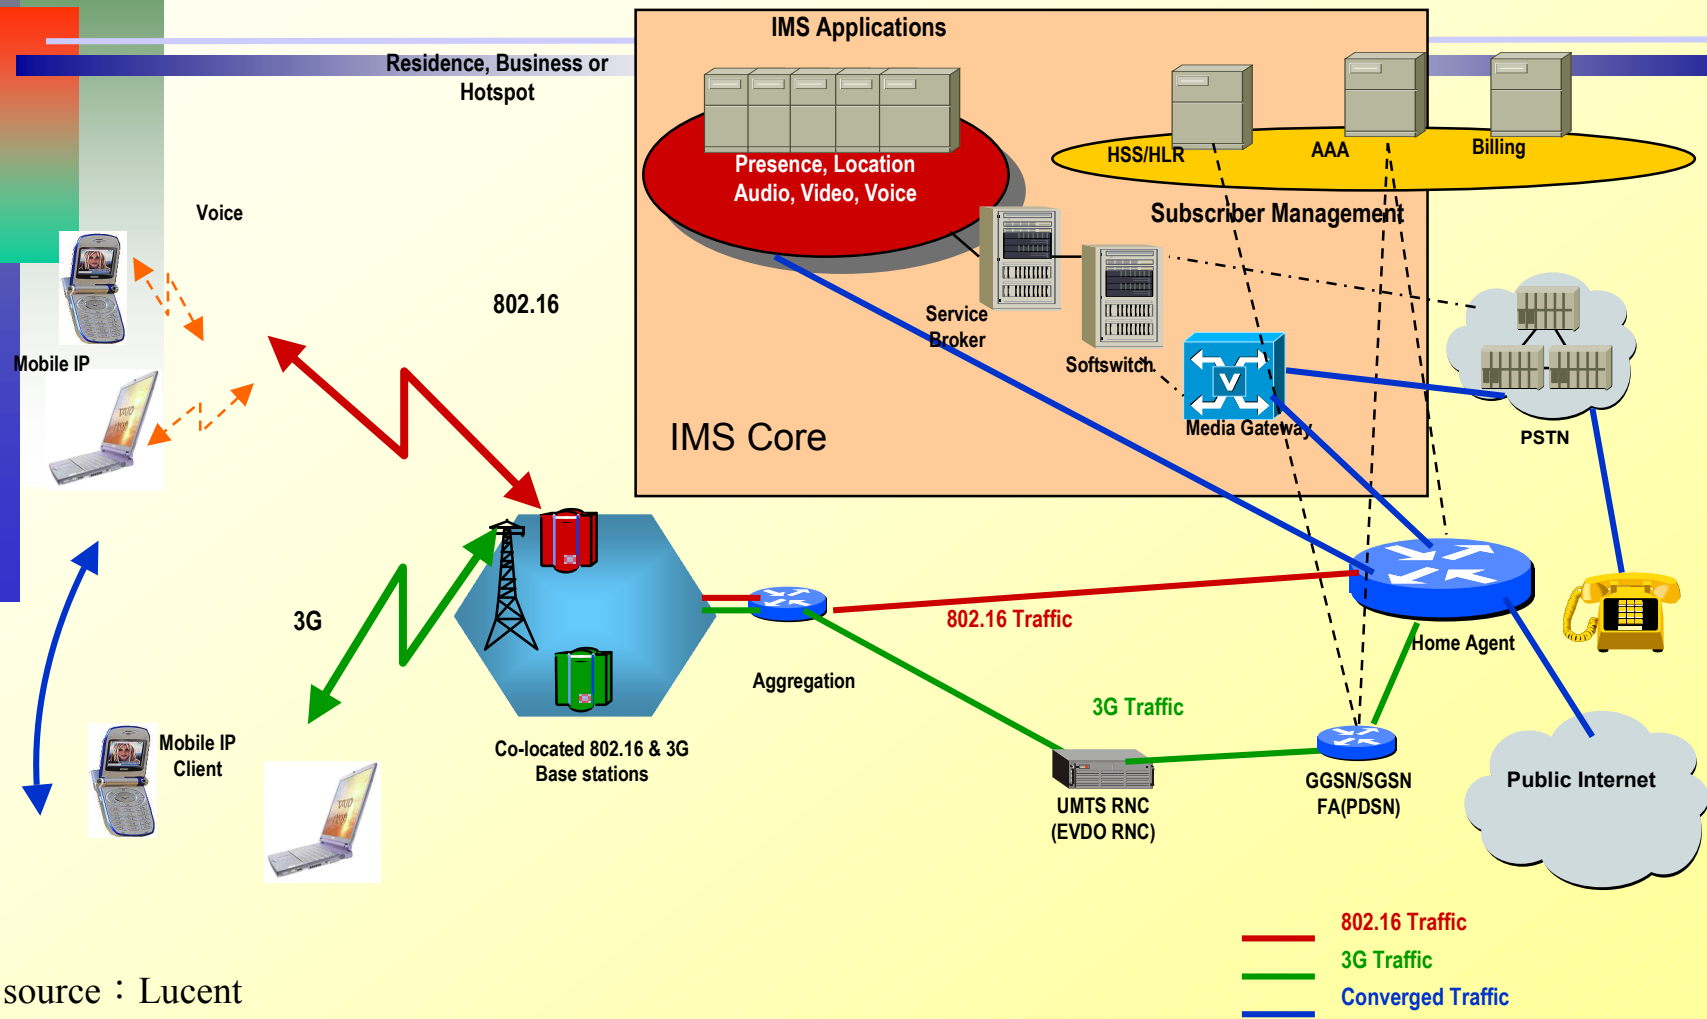 IMS Applications
Residence, Business or
Hotspot
Presence, Location
Audio, Video, Voice
HSS/HLR
AAA
Billing
Subscriber Management
Voice
802.16
Service
Broker
Softswitch
Mobile IP
V
Media Gateway
PSTN
IMS Core
3G
802.16 Traffic
Home Agent
Aggregation
3G Traffic
Mobile IP
Client
Co-located 802.16 & 3G
Base stations
UMTS RNC
(EVDO RNC)
GGSN/SGSN
FA(PDSN)
Public Internet
802.16 Traffic
3G Traffic
Converged Traffic
source：Lucent